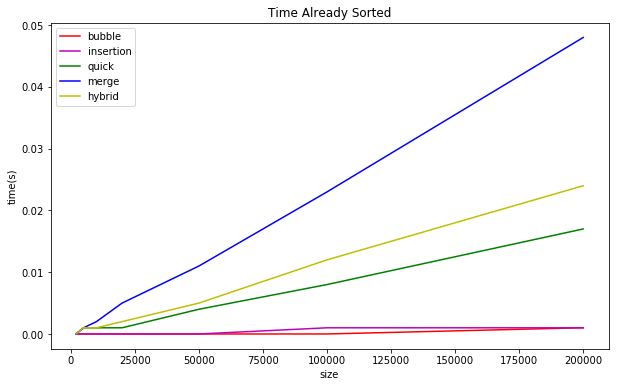 Time Already Sorted
bubble
insertion
quick
merge
hybrid
time(s)
0.05
0.04
0.03
0.02
0.01
0.00
0
25000
50000
75000
100000
125000
150000
175000
200000
size